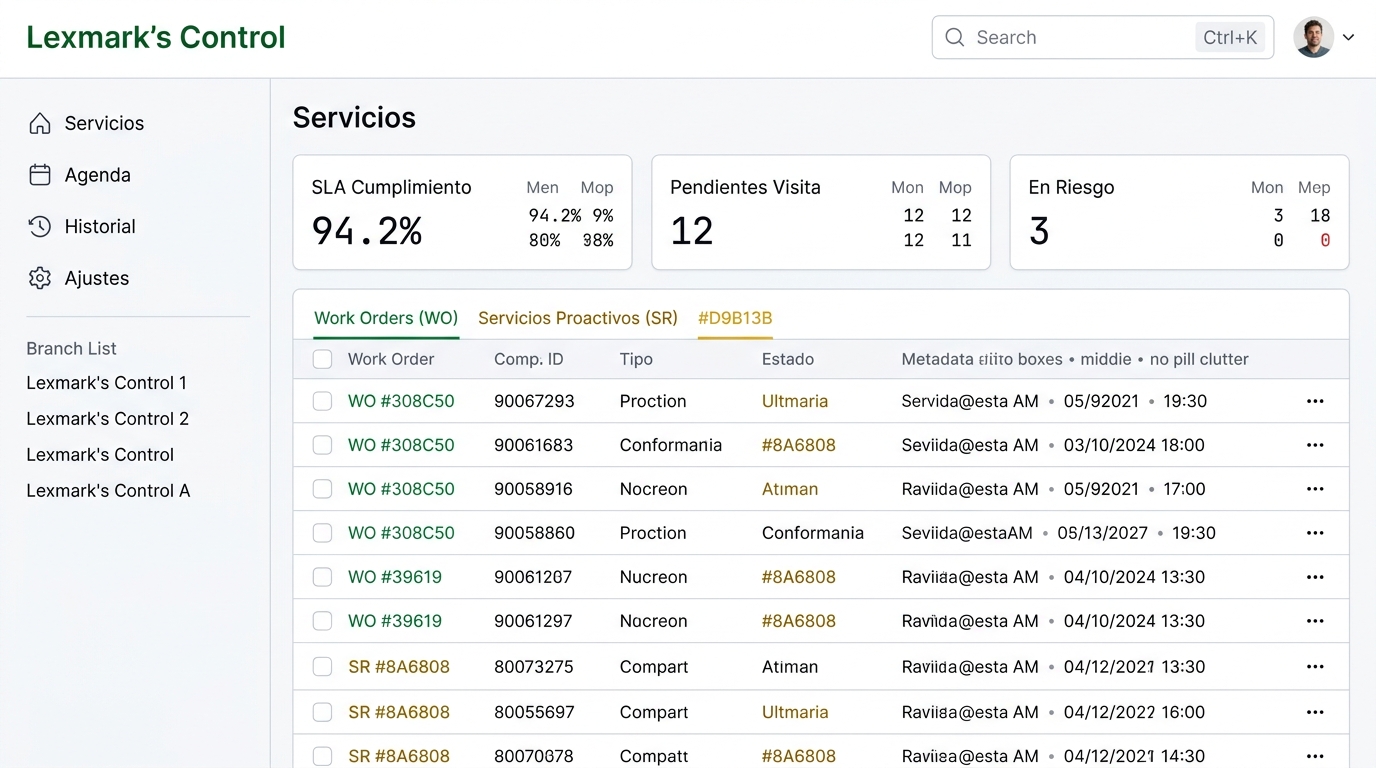 Lexmark's Control
Search Ctrl+K
Servicios
Agenda
Historial
Ajustes
Branch List
Lexmark's Control 1
Lexmark's Control 2
Lexmark's Control
Lexmark's Control A
Servicios
SLA Cumplimiento Men Mop
94.2% 94.2% 9%
80% 98%
Pendientes Visita Mon Mop
12 12 12
12 11
En Riesgo Mon Mep
3 3 18
0 0
Work Orders (WO) Servicios Proactivos (SR) #D9B13B
Work Order Comp. ID Tipo Estado Metadata boxes • middie • no pill clutter
WO #308C50 90067293 Proction Ultmaria Servida@esta AM • 05/92021 • 19:30
WO #308C50 90061683 Conformania #8A6808 Seviida@esta AM • 03/10/2024 18:00
WO #308C50 90058916 Nocreon Atıman Raviida@esta AM • 05/92021 • 17:00
WO #308C50 90058860 Proction Conformania Seviida@estaAM • 05/13/2027 • 19:30
WO #39619 90061207 Nucreon #8A6808 Raviida@esta AM • 04/10/2024 13:30
WO #39619 90061297 Nocreon #8A6808 Raviida@esta AM • 04/10/2024 13:30
SR #8A6808 80073275 Compart Atıman Raviida@esta AM • 04/12/2021 13:30
SR #8A6808 80055697 Compart Ultmaria Raviisa@esta AM • 04/12/2022 16:00
SR #8A6808 80070678 Compatt #8A6808 Raviisa@esta AM • 04/12/2021 14:30